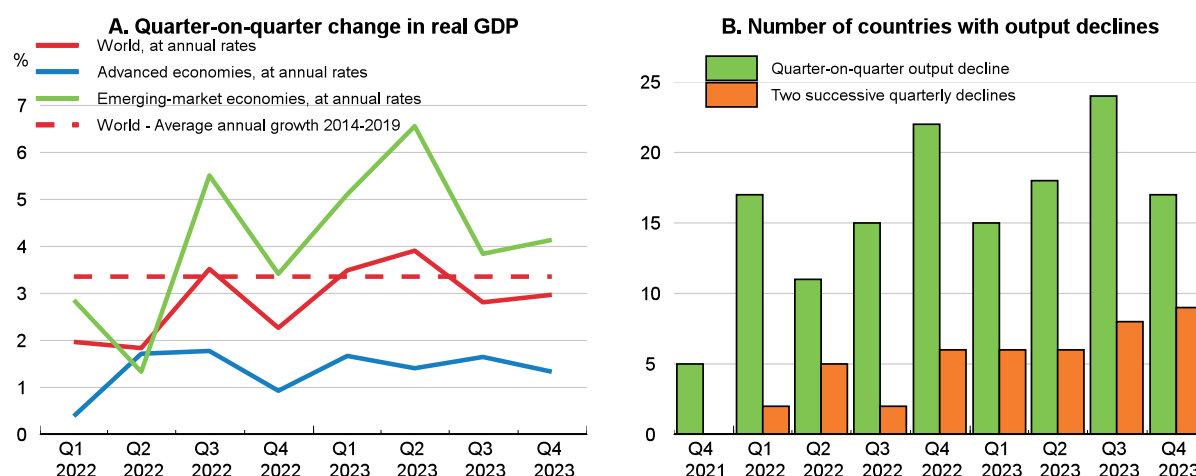 A. Quarter-on-quarter change in real GDP
%
World, at annual rates
Advanced economies, at annual rates
Emerging-market economies, at annual rates
World - Average annual growth 2014-2019
7
6
5
4
3
2
1
0
Q1 Q2 Q3 Q4 Q1 Q2 Q3 Q4
2022 2022 2022 2022 2023 2023 2023 2023
B. Number of countries with output declines
Quarter-on-quarter output decline
Two successive quarterly declines
25
20
15
10
5
0
Q4 Q1 Q2 Q3 Q4 Q1 Q2 Q3 Q4
2021 2022 2022 2022 2022 2023 2023 2023 2023